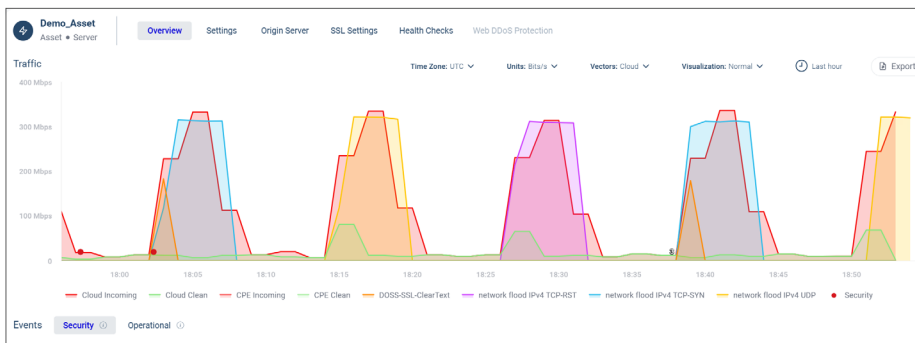 Demo_Asset
Asset • Server
Overview Settings Origin Server SSL Settings Health Checks Web DDoS Protection
Traffic
Time Zone: UTC Units: Bits/s Vectors: Cloud Visualization: Normal Last hour Export
400 Mbps
300 Mbps
200 Mbps
100 Mbps
0
18:00 18:05 18:10 18:15 18:20 18:25 18:30 18:35 18:40 18:45 18:50
Cloud Incoming Cloud Clean CPE Incoming CPE Clean DOSS-SSL-ClearText network flood IPv4 TCP-RST network flood IPv4 TCP-SYN network flood IPv4 UDP Security
Events Security Operational